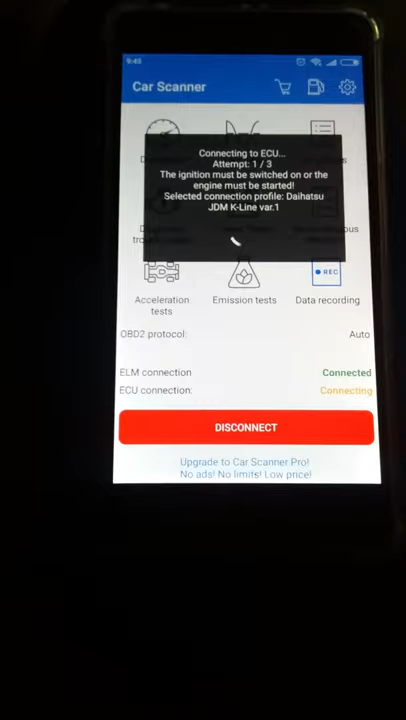 9:45
Car Scanner
Connecting to ECU...
Attempt: 1 / 3
The ignition must be switched on or the
engine must be started!
Selected connection profile: Daihatsu
JDM K-Line var.1
REC
Acceleration
tests
Emission tests
Data recording
OBD2 protocol:
Auto
ELM connection
Connected
ECU connection:
Connecting
DISCONNECT
Upgrade to Car Scanner Pro!
No ads! No limits! Low price!